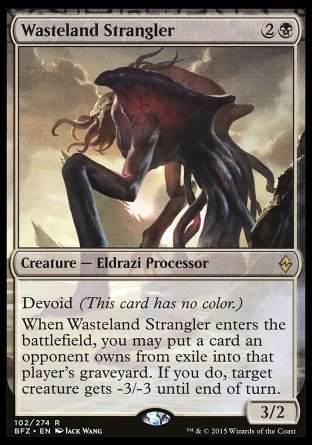 Wasteland Strangler 2
Creature — Eldrazi Processor
Devoid (This card has no color.)
When Wasteland Strangler enters the
battlefield, you may put a card an
opponent owns from exile into that
player's graveyard. If you do, target
creature gets -3/-3 until end of turn.
3/2
102/274 R
BFZ • EN Jack Wang
™ & © 2015 Wizards of the Coast